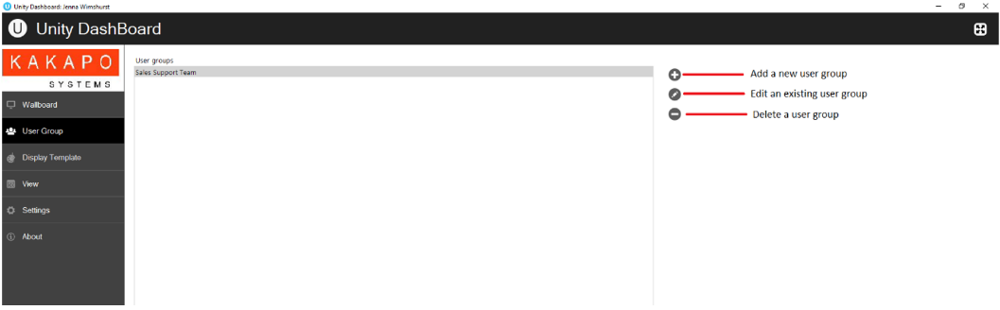 Unity Dashboard: Jenna Wimshurst
U Unity DashBoard
KAKAPO
SYSTEMS
Wallboard
User Group
Display Template
View
Settings
About
User groups
Sales Support Team
Add a new user group
Edit an existing user group
Delete a user group